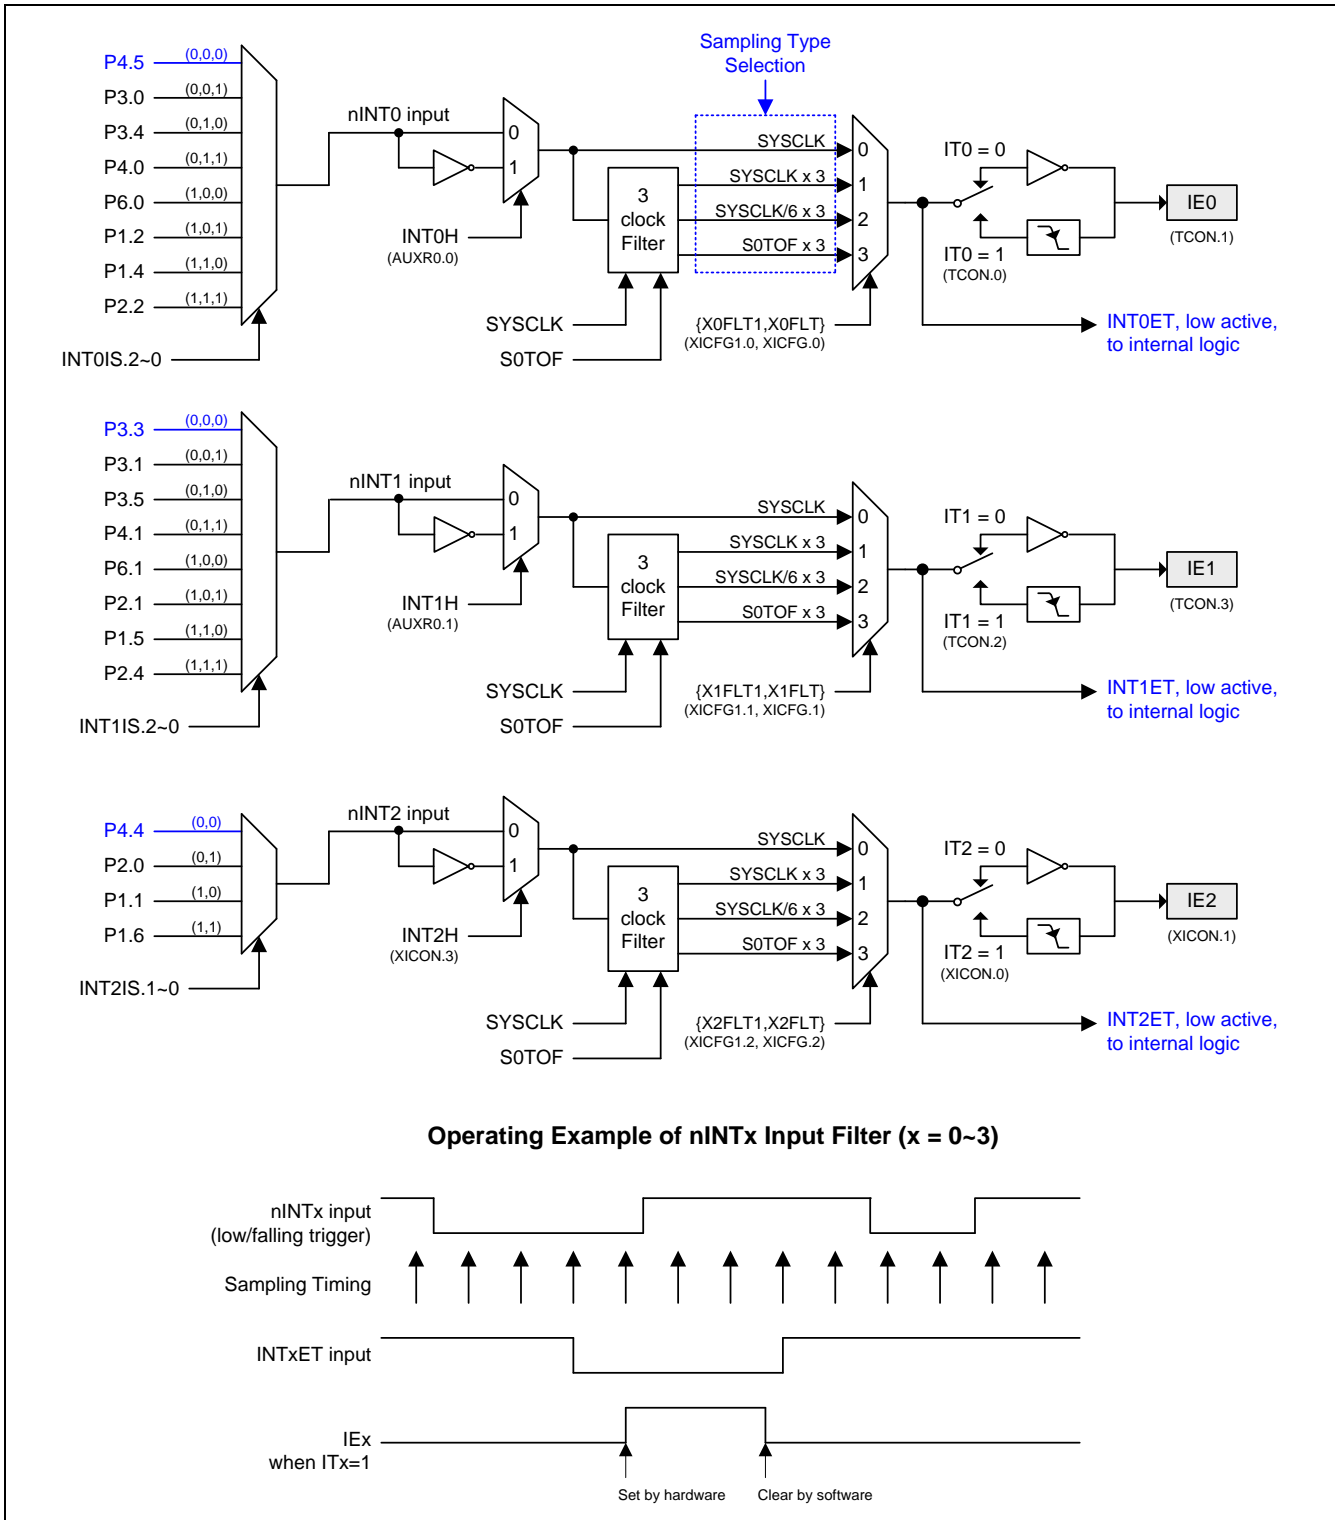 Sampling Type
Selection
P4.5 (0,0,0)
P3.0 (0,0,1)
P3.4 (0,1,0)
P4.0 (0,1,1)
P6.0 (1,0,0)
P1.2 (1,0,1)
P1.4 (1,1,0)
P2.2 (1,1,1)
INT0IS.2~0
nINT0 input
0
1
INT0H
(AUXR0.0)
3
clock
Filter
SYSCLK
S0TOF
SYSCLK
SYSCLK x 3
SYSCLK/6 x 3
S0TOF x 3
0
1
2
3
{X0FLT1,X0FLT}
(XICFG1.0, XICFG.0)
IT0 = 0
IT0 = 1
(TCON.0)
IE0
(TCON.1)
INT0ET, low active,
to internal logic
P3.3 (0,0,0)
P3.1 (0,0,1)
P3.5 (0,1,0)
P4.1 (0,1,1)
P6.1 (1,0,0)
P2.1 (1,0,1)
P1.5 (1,1,0)
P2.4 (1,1,1)
INT1IS.2~0
nINT1 input
0
1
INT1H
(AUXR0.1)
3
clock
Filter
SYSCLK
S0TOF
SYSCLK
SYSCLK x 3
SYSCLK/6 x 3
S0TOF x 3
0
1
2
3
{X1FLT1,X1FLT}
(XICFG1.1, XICFG.1)
IT1 = 0
IT1 = 1
(TCON.2)
IE1
(TCON.3)
INT1ET, low active,
to internal logic
P4.4 (0,0)
P2.0 (0,1)
P1.1 (1,0)
P1.6 (1,1)
INT2IS.1~0
nINT2 input
0
1
INT2H
(XICON.3)
3
clock
Filter
SYSCLK
S0TOF
SYSCLK
SYSCLK x 3
SYSCLK/6 x 3
S0TOF x 3
0
1
2
3
{X2FLT1,X2FLT}
(XICFG1.2, XICFG.2)
IT2 = 0
IT2 = 1
(XICON.0)
IE2
(XICON.1)
INT2ET, low active,
to internal logic
Operating Example of nINTx Input Filter (x = 0~3)
nINTx input
(low/falling trigger)
Sampling Timing
INTxET input
IEx
when ITx=1
Set by hardware
Clear by software